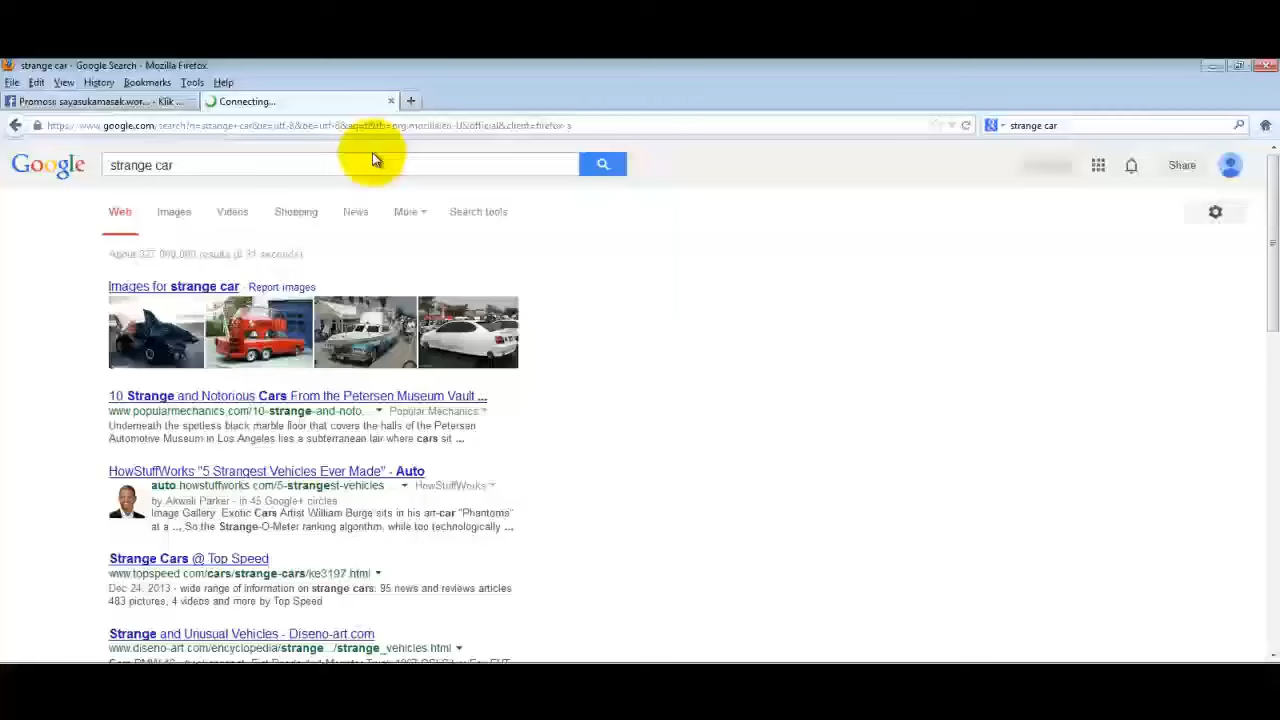 strange car - Google Search - Mozilla Firefox
File Edit View History Bookmarks Tools Help
Promosi sayasukamasak.wor... - Klik ...
Connecting...
strange car
Google
strange car
Share
Web Images Videos Shopping News More Search tools
Images for strange car - Report images
10 Strange and Notorious Cars From the Petersen Museum Vault ...
www.popularmechanics.com/10-strange-and-noto... Popular Mechanics
Underneath the spotless black marble floor that covers the halls of the Petersen
Automotive Museum in Los Angeles lies a subterranean lair where cars sit ...
HowStuffWorks "5 Strangest Vehicles Ever Made" - Auto
auto.howstuffworks.com/5-strangest-vehicles HowStuffWorks
by Akweli Parker - in 45 Google+ circles
Image Gallery: Exotic Cars Artist William Burge sits in his art-car "Phantoms"
at a ... So the Strange-O-Meter ranking algorithm, while too technologically ...
Strange Cars @ Top Speed
www.topspeed.com/cars/strange-cars/ke3197.html
Dec 24, 2013 - wide range of information on strange cars: 95 news and reviews articles
483 pictures, 4 videos and more by Top Speed
Strange and Unusual Vehicles - Diseno-art.com
www.diseno-art.com/encyclopedia/strange.../strange_vehicles.html